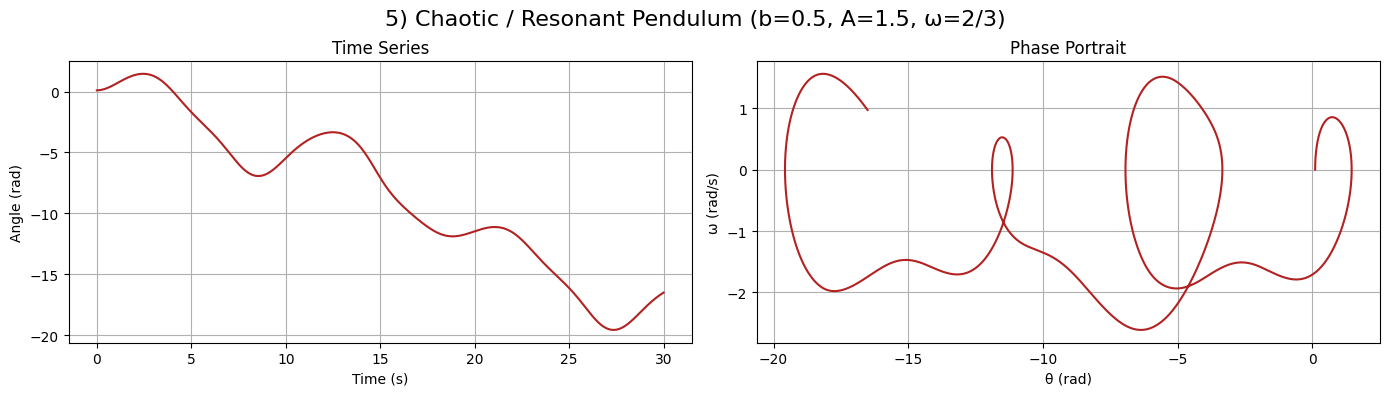 5) Chaotic / Resonant Pendulum (b=0.5, A=1.5, ω=2/3)
Time Series
Angle (rad)
0
−5
−10
−15
−20
0 5 10 15 20 25 30
Time (s)
Phase Portrait
ω (rad/s)
1
0
−1
−2
−20 −15 −10 −5 0
θ (rad)